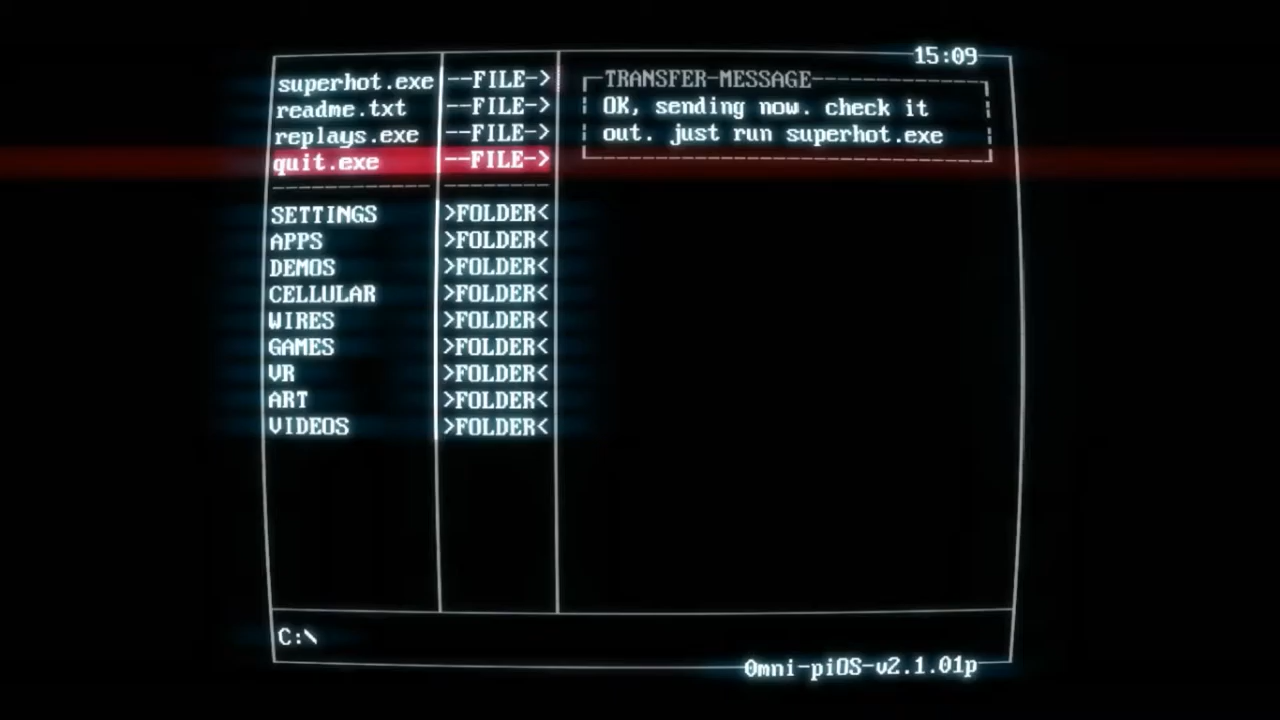 15:09
superhot.exe --FILE->
readme.txt --FILE->
replays.exe --FILE->
quit.exe --FILE->
SETTINGS >FOLDER<
APPS >FOLDER<
DEMOS >FOLDER<
CELLULAR >FOLDER<
WIRES >FOLDER<
GAMES >FOLDER<
VR >FOLDER<
ART >FOLDER<
VIDEOS >FOLDER<
TRANSFER-MESSAGE
OK, sending now. check it
out. just run superhot.exe
C:\
Omni-piOS-v2.1.01p